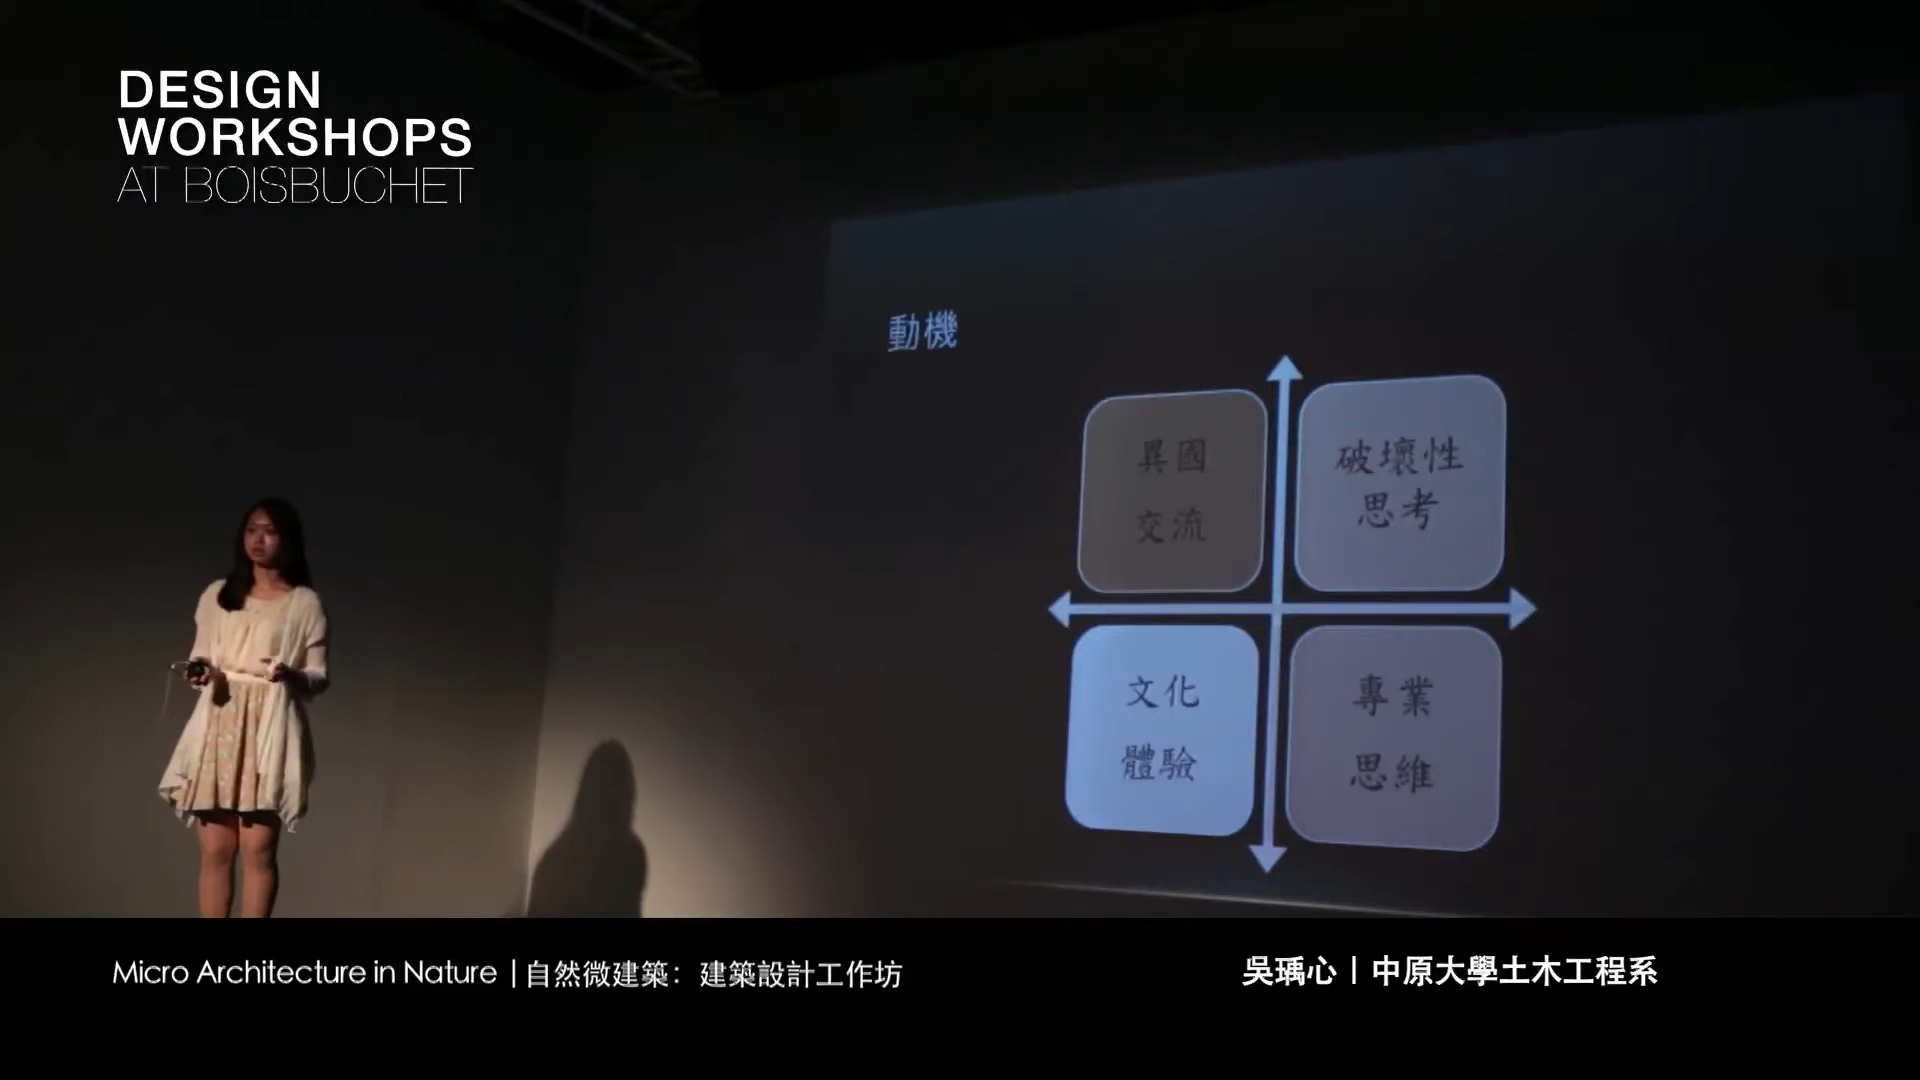 DESIGN
WORKSHOPS
AT BOISBUCHET
動機
異國
交流
破壞性
思考
文化
體驗
專業
思維
Micro Architecture in Nature | 自然微建築：建築設計工作坊
吳瑀心｜中原大學土木工程系